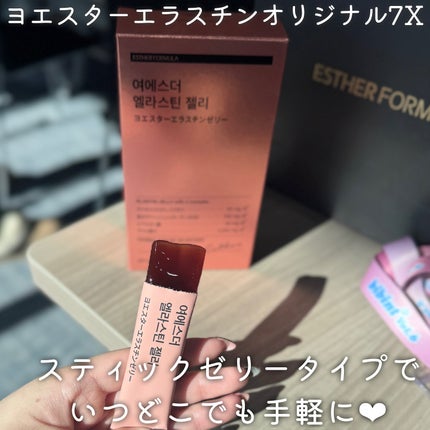 ヨエスターエラスチンオリジナル7X
ESTHERFORMULA
여에스더
엘라스틴 젤리
ヨエスターエラスチンゼリー
ESTHER FORM
여에스더
엘라스틴 젤리
ヨエスターエラスチンゼリー
スティックゼリータイプで
いつどこでも手軽に❤